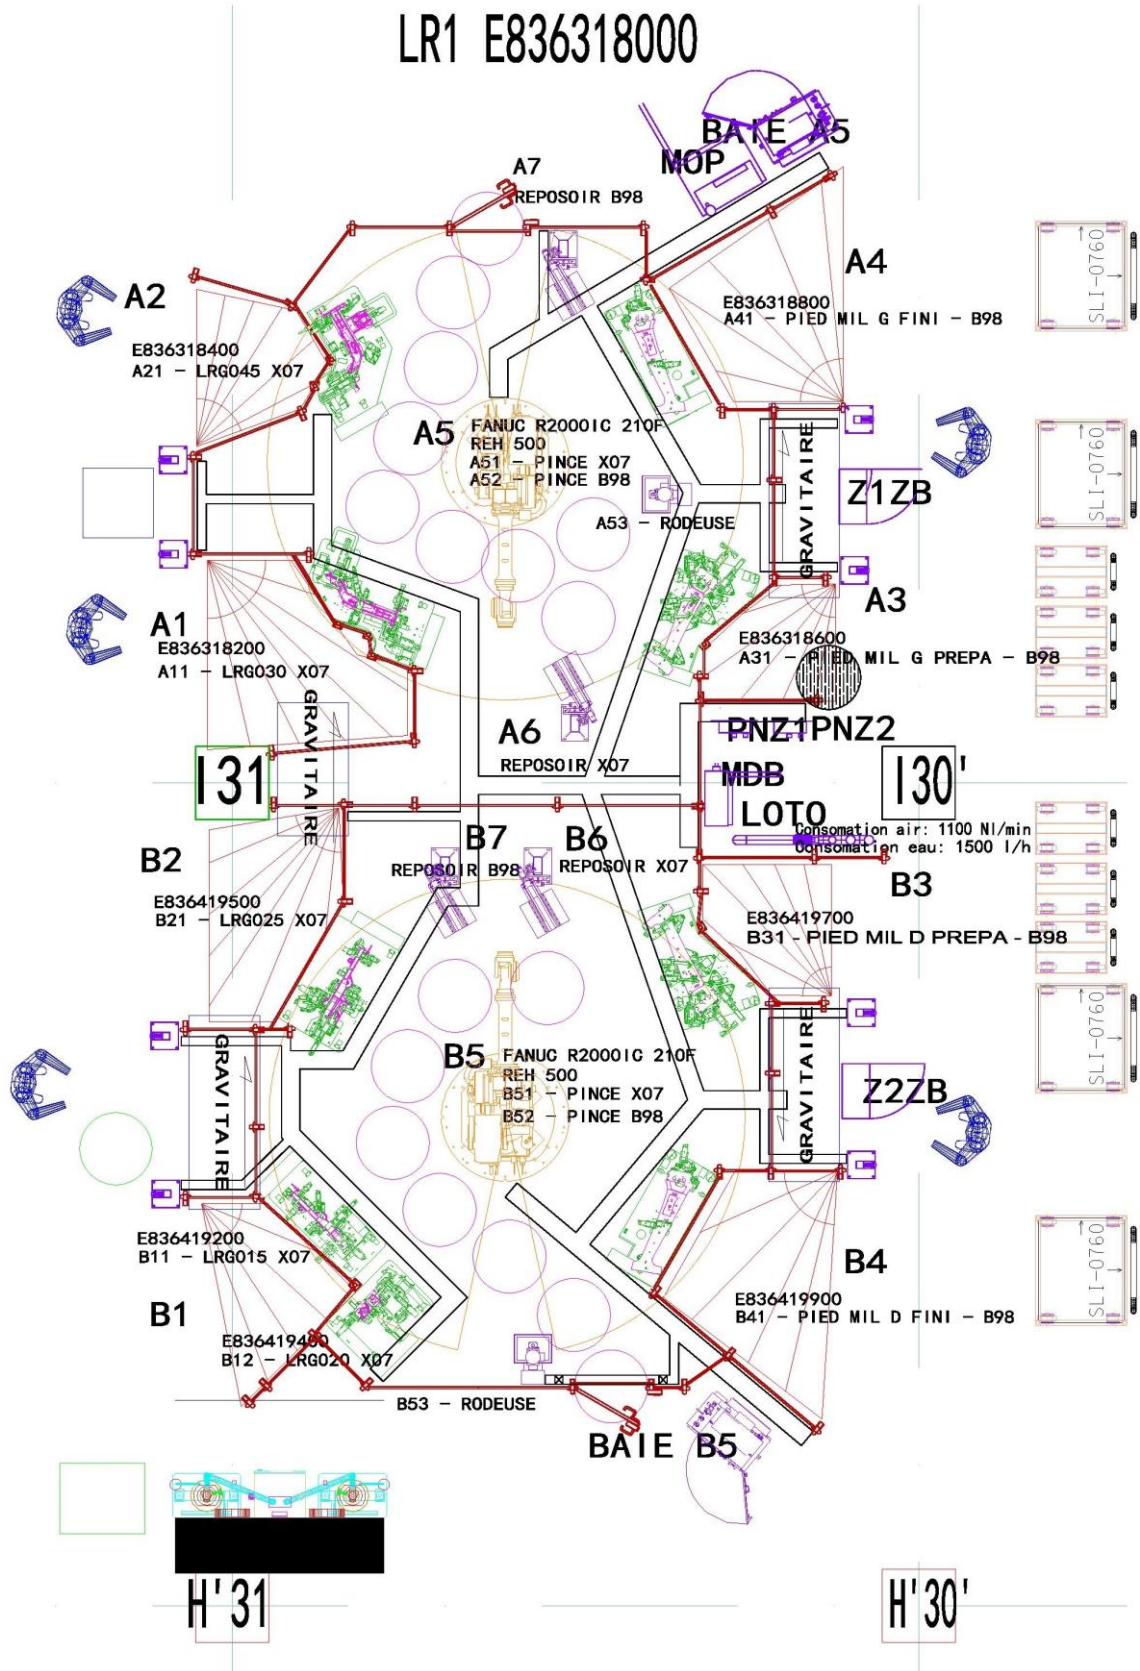 LR1 E836318000
BAIE A5
MOP
A7
REPOSOIR B98
A2
A4
E836318400
A21 - LRG045 X07
E836318800
A41 - PIED MIL G FINI - B98
SLI-0760
A5
FANUC R2000IC 210F
REH 500
A51 - PINCE X07
A52 - PINCE B98
GRAVITAIRE
Z1ZB
SLI-0760
A53 - RODEUSE
A1
A3
E836318200
A11 - LRG030 X07
E836318600
A31 - PIED MIL G PREPA - B98
GRAVITAIRE
A6
REPOSOIR X07
PNZ1PNZ2
MDB
LOTO
I31
I30'
Consomation air: 1100 Nl/min
Consomation eau: 1500 l/h
B2
B7
B6
REPOSOIR B98
REPOSOIR X07
B3
E836419500
B21 - LRG025 X07
E836419700
B31 - PIED MIL D PREPA - B98
B5
FANUC R2000IC 210F
REH 500
B51 - PINCE X07
B52 - PINCE B98
GRAVITAIRE
GRAVITAIRE
Z2ZB
SLI-0760
E836419200
B11 - LRG015 X07
B1
B4
E836419400
B12 - LRG020 X07
E836419900
B41 - PIED MIL D FINI - B98
SLI-0760
B53 - RODEUSE
BAIE B5
H'31
H'30'